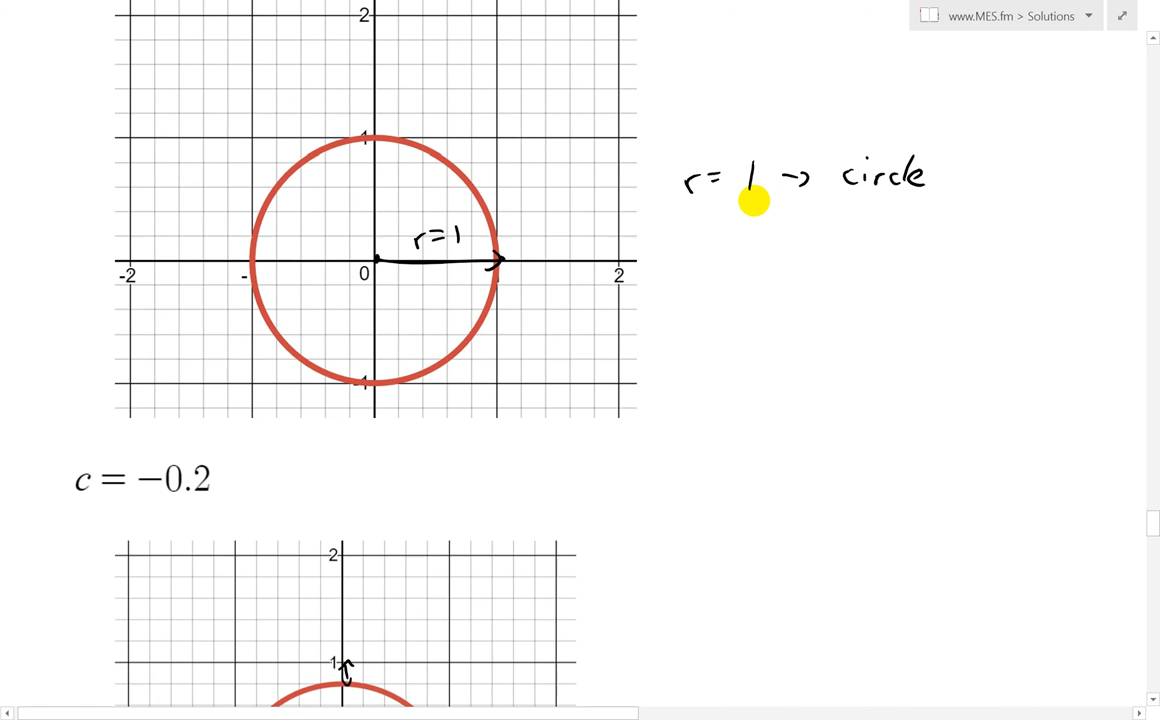 www.MES.fm > Solutions
2
1
r = 1 → circle
r=1
-2
-
0
2
-1
c = −0.2
2
1